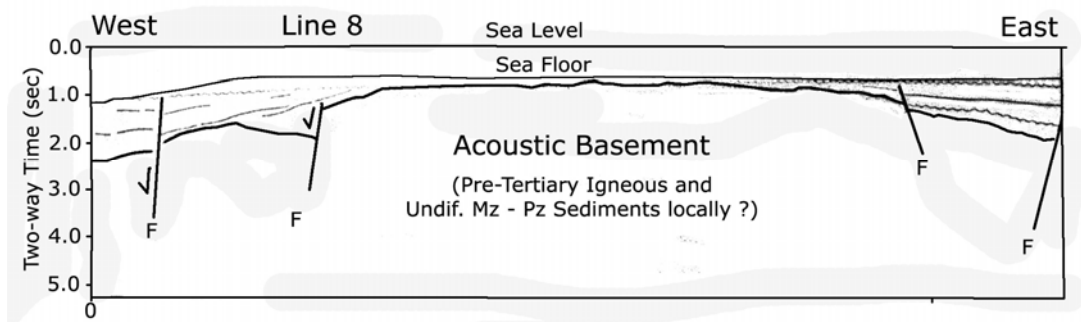 West
Line 8
Sea Level
East
Sea Floor
Two-way Time (sec)
0.0
1.0
2.0
3.0
4.0
5.0
Acoustic Basement
(Pre-Tertiary Igneous and
Undif. Mz - Pz Sediments locally ?)
F
F
F
F
0